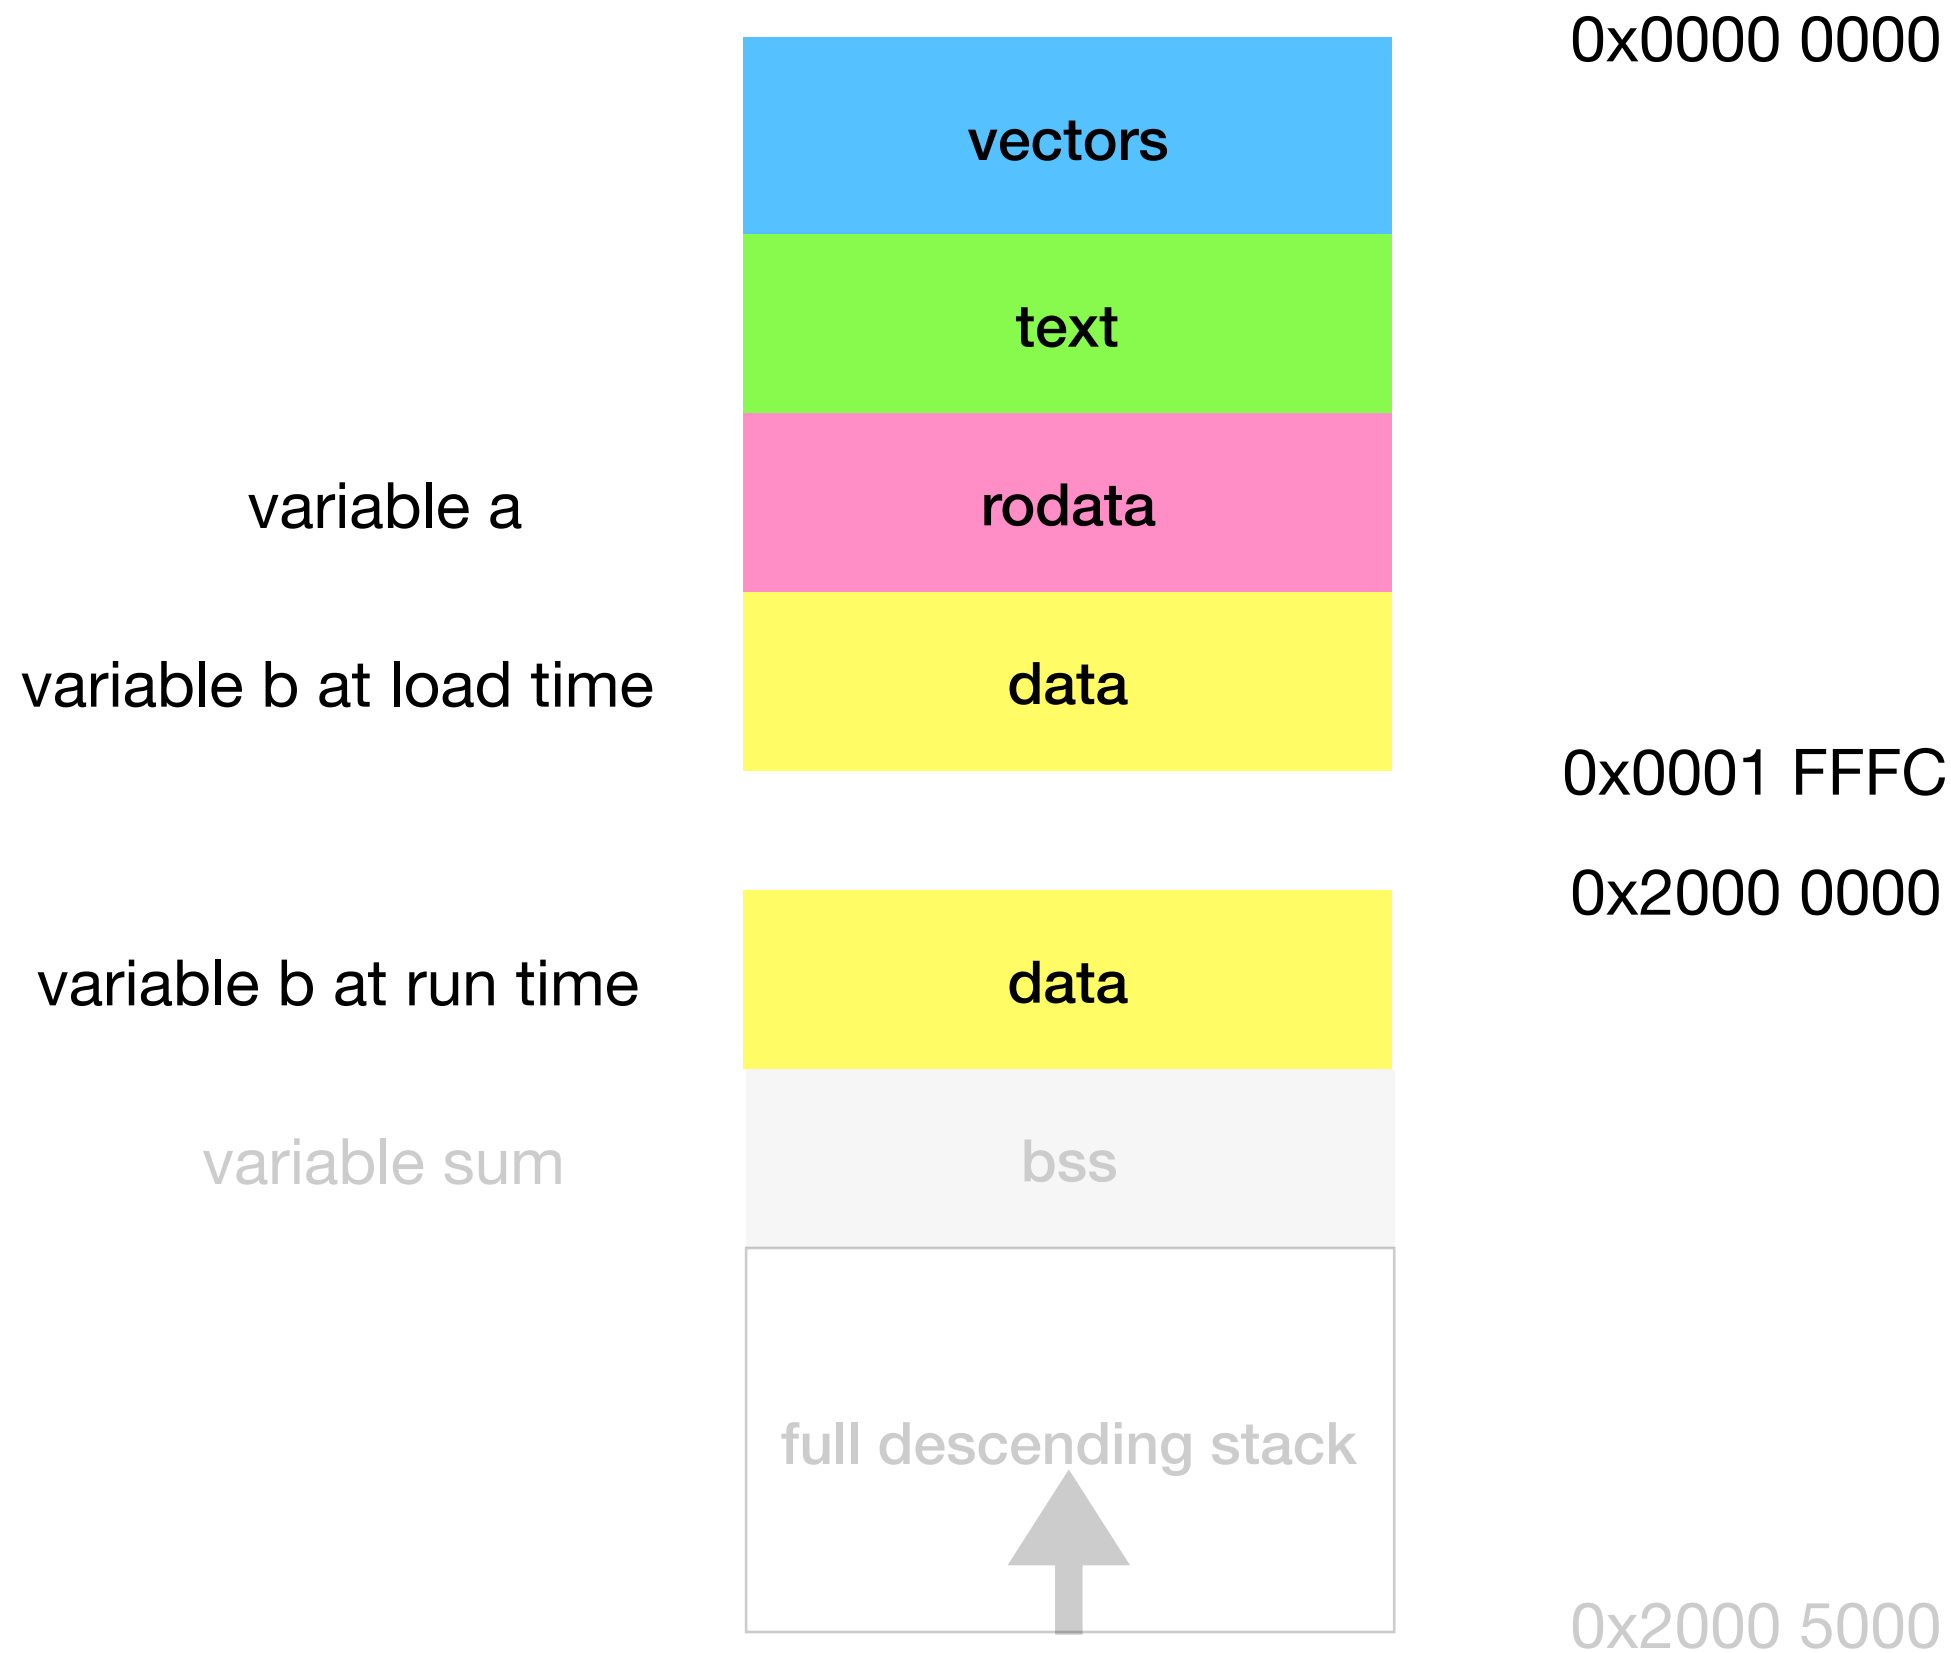 0x0000 0000
vectors
text
variable a
rodata
variable b at load time
data
0x0001 FFFC
0x2000 0000
variable b at run time
data
variable sum
bss
full descending stack
0x2000 5000